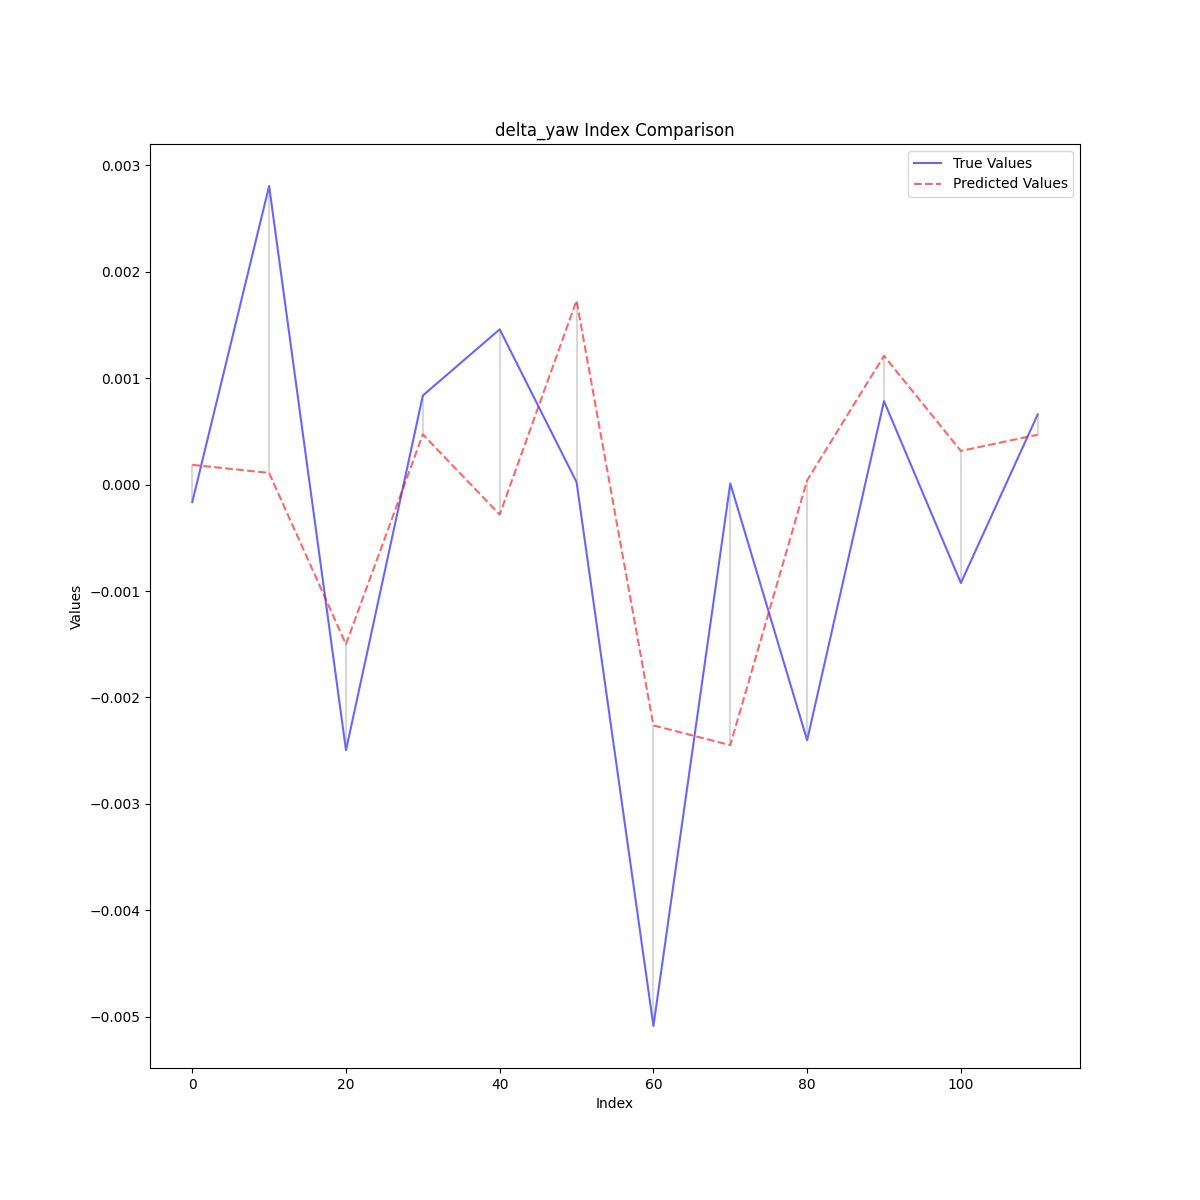 delta_yaw Index Comparison
True Values
Predicted Values
0.003
0.002
0.001
0.000
−0.001
−0.002
−0.003
−0.004
−0.005
Values
0 20 40 60 80 100
Index